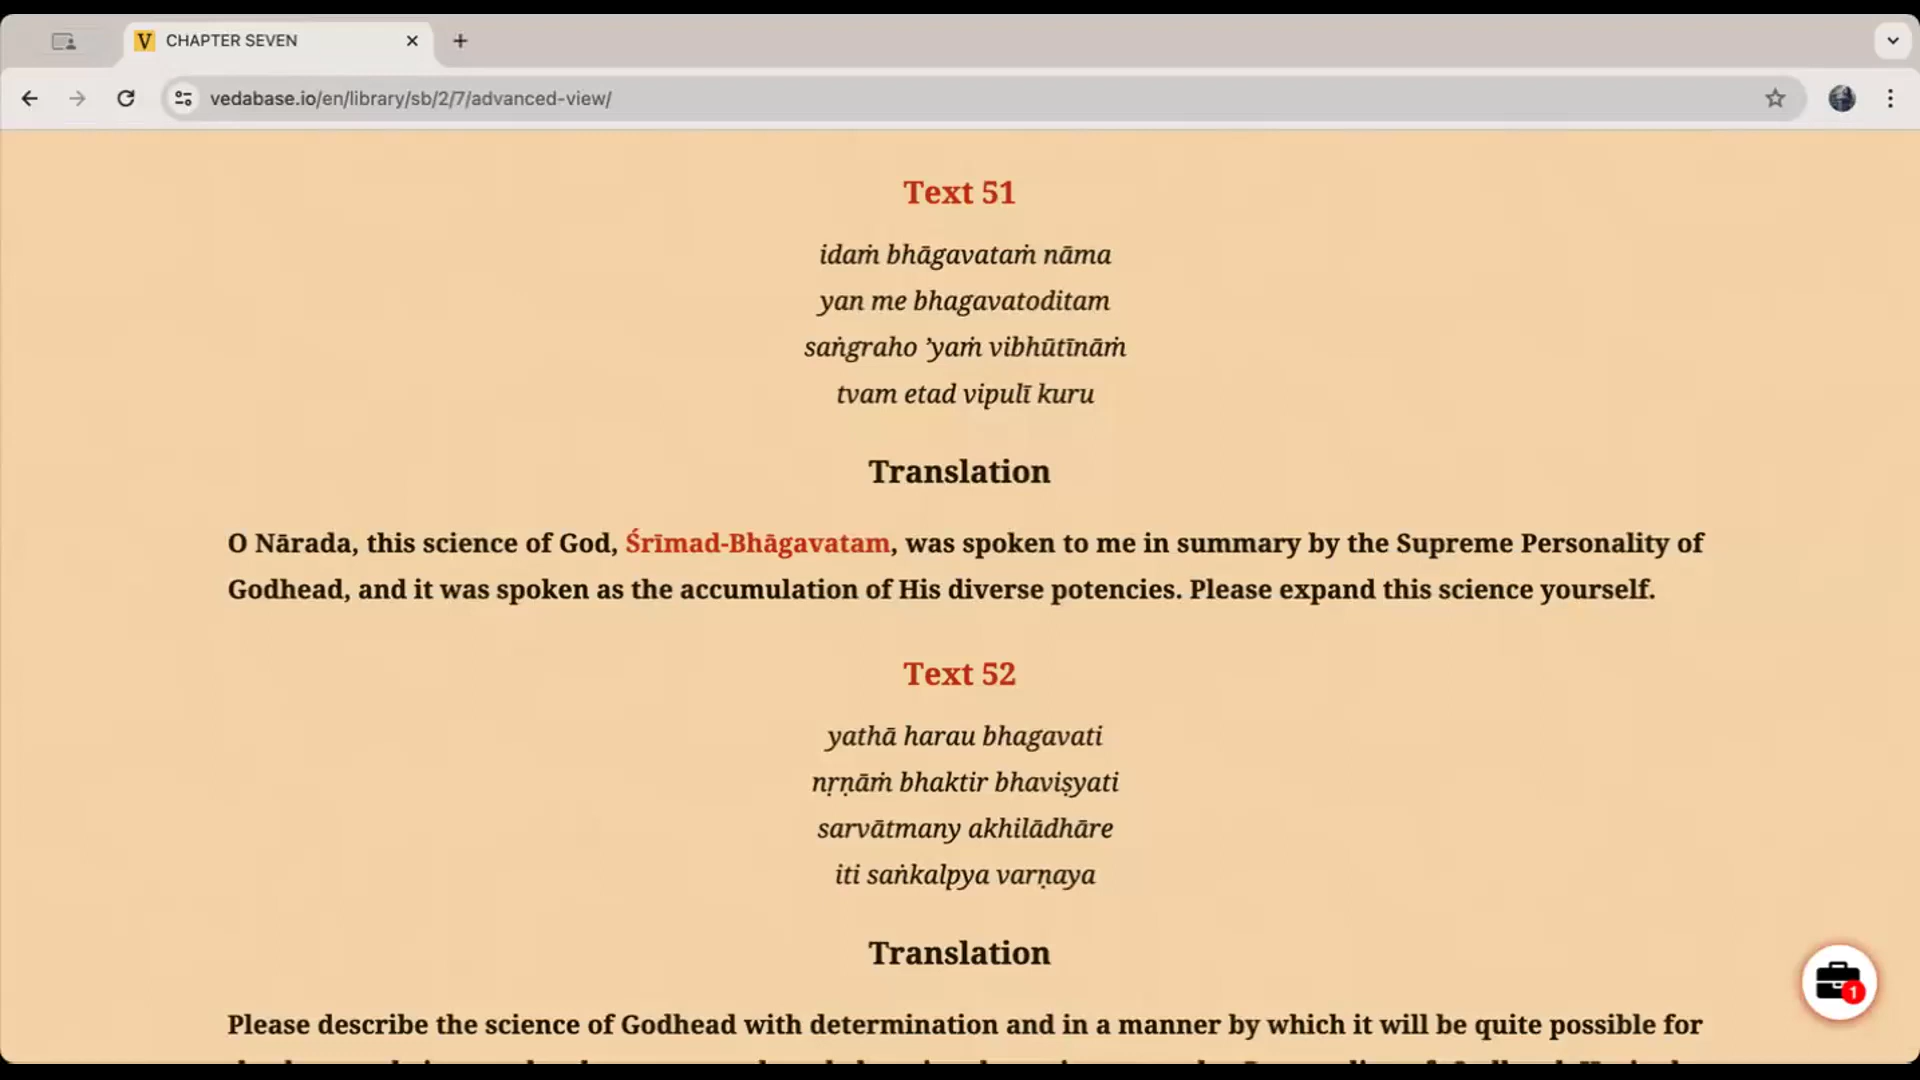 V CHAPTER SEVEN
vedabase.io/en/library/sb/2/7/advanced-view/
Text 51
idaṁ bhāgavataṁ nāma
yan me bhagavatoditam
saṅgraho ’yaṁ vibhūtīnāṁ
tvam etad vipulī kuru
Translation
O Nārada, this science of God, Śrīmad-Bhāgavatam, was spoken to me in summary by the Supreme Personality of
Godhead, and it was spoken as the accumulation of His diverse potencies. Please expand this science yourself.
Text 52
yathā harau bhagavati
nṛṇāṁ bhaktir bhaviṣyati
sarvātmany akhilādhāre
iti saṅkalpya varṇaya
Translation
Please describe the science of Godhead with determination and in a manner by which it will be quite possible for
1